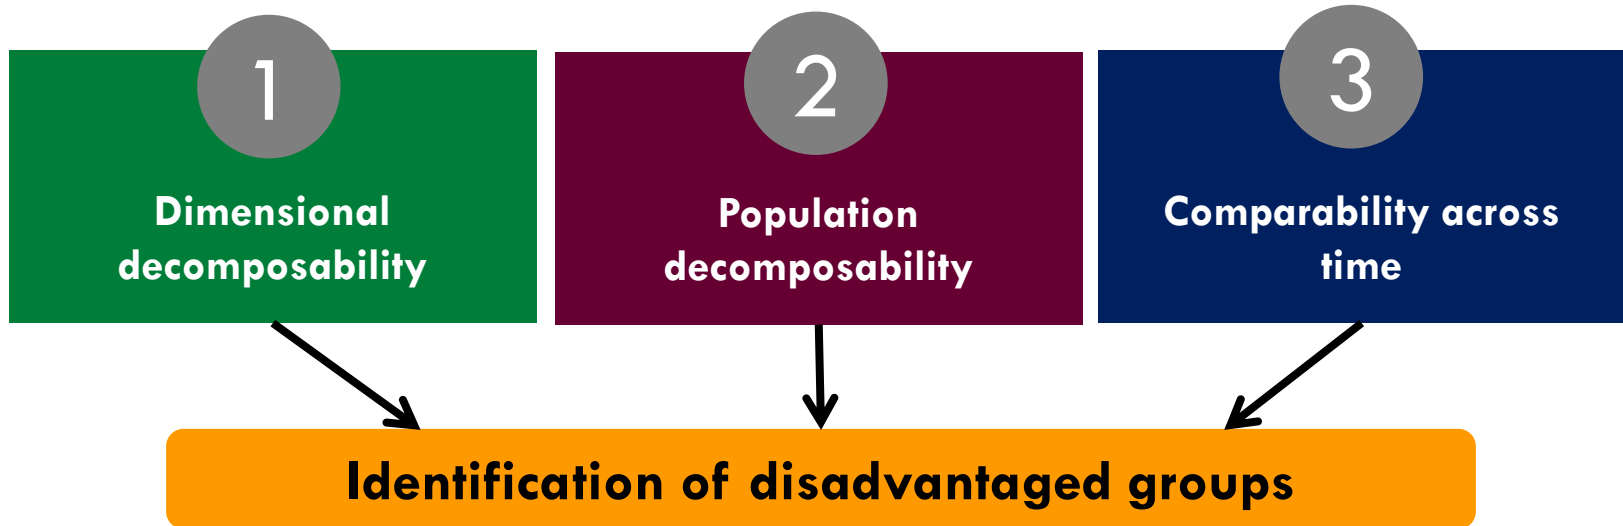 1
Dimensional
decomposability
2
Population
decomposability
3
Comparability across
time
Identification of disadvantaged groups